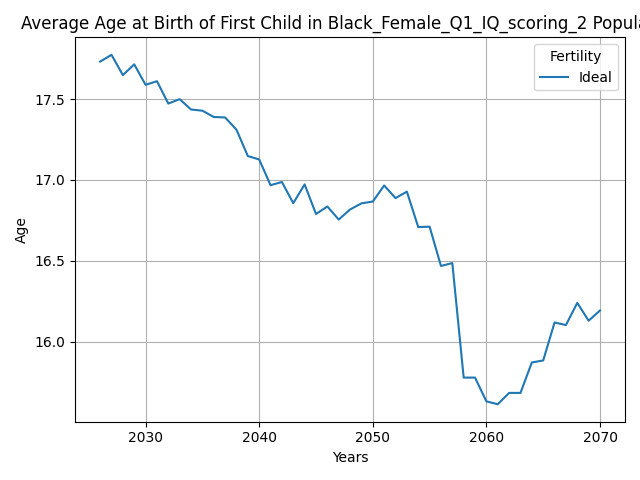 Average Age at Birth of First Child in Black_Female_Q1_IQ_scoring_2 Popula
Fertility
Ideal
17.5
17.0
16.5
16.0
Age
2030 2040 2050 2060 2070
Years